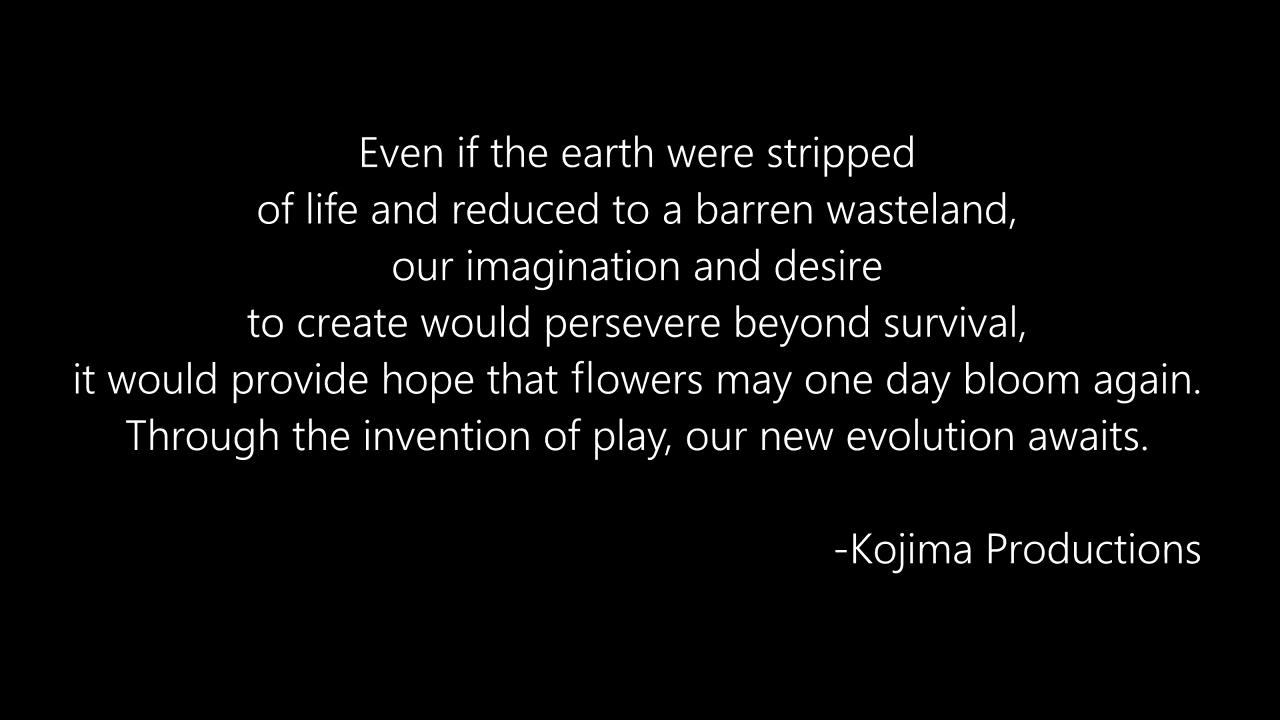 Even if the earth were stripped
of life and reduced to a barren wasteland,
our imagination and desire
to create would persevere beyond survival,
it would provide hope that flowers may one day bloom again.
Through the invention of play, our new evolution awaits.
-Kojima Productions